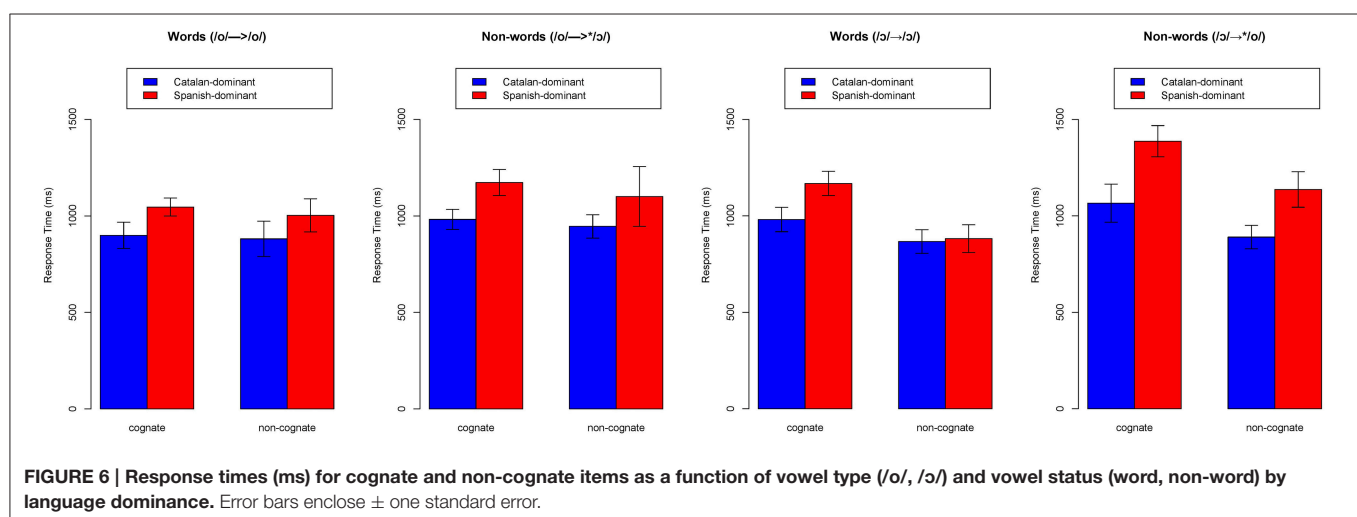 Words (/o/—>/o/)
Catalan-dominant
Spanish-dominant
Response Time (ms)
1500
1000
500
0
cognate
non-cognate
Non-words (/o/—>*/ɔ/)
Catalan-dominant
Spanish-dominant
Response Time (ms)
1500
1000
500
0
cognate
non-cognate
Words (/ɔ/→/ɔ/)
Catalan-dominant
Spanish-dominant
Response Time (ms)
1500
1000
500
0
cognate
non-cognate
Non-words (/ɔ/→*/o/)
Catalan-dominant
Spanish-dominant
Response Time (ms)
1500
1000
500
0
cognate
non-cognate
FIGURE 6 | Response times (ms) for cognate and non-cognate items as a function of vowel type (/o/, /ɔ/) and vowel status (word, non-word) by
language dominance. Error bars enclose ± one standard error.